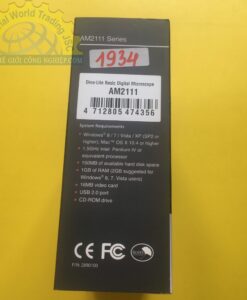 AM2111 Series
1934
Dino-Lite Basic Digital Microscope
AM2111
4 712805 474356
System Requirements
• Windows® 8 / 7 / Vista / XP (SP2 or
higher), Mac™ OS X 10.4 or higher
• 1.5GHz Intel Pentium IV or
equivalent processor
• 150MB of available hard disk space
• 1GB of RAM (2GB suggested for
Windows® 8, 7, Vista users)
• 16MB video card
• USB 2.0 port
• CD-ROM drive
CE FC